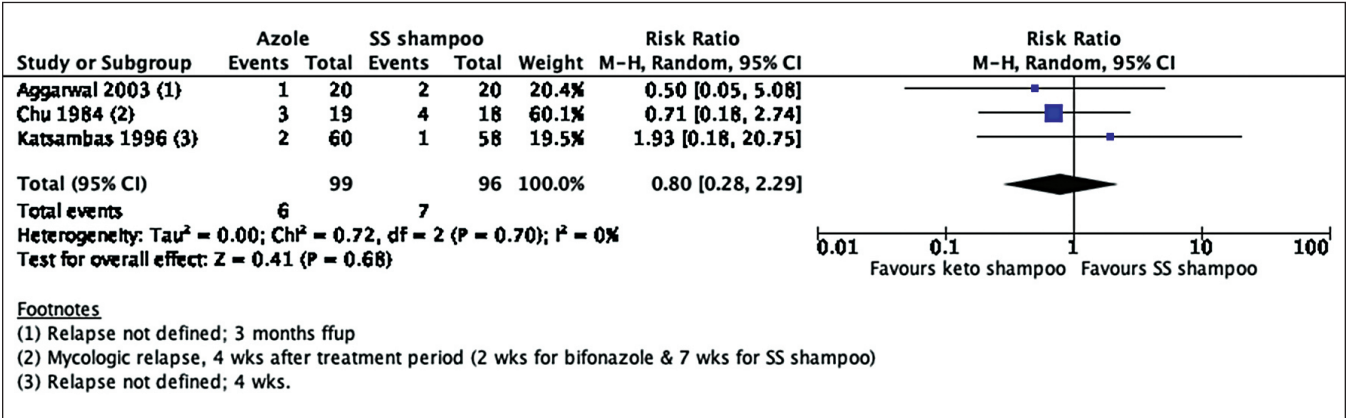 Azole SS shampoo Risk Ratio Risk Ratio
Study or Subgroup Events Total Events Total Weight M-H, Random, 95% CI M-H, Random, 95% CI
Aggarwal 2003 (1) 1 20 2 20 20.4% 0.50 [0.05, 5.08]
Chu 1984 (2) 3 19 4 18 60.1% 0.71 [0.18, 2.74]
Katsambas 1996 (3) 2 60 1 58 19.5% 1.93 [0.18, 20.75]
Total (95% CI) 99 96 100.0% 0.80 [0.28, 2.29]
Total events 6 7
Heterogeneity: Tau² = 0.00; Chi² = 0.72, df = 2 (P = 0.70); I² = 0%
Test for overall effect: Z = 0.41 (P = 0.68)
0.01 0.1 1 10 100
Favours keto shampoo Favours SS shampoo
Footnotes
(1) Relapse not defined; 3 months ffup
(2) Mycologic relapse, 4 wks after treatment period (2 wks for bifonazole & 7 wks for SS shampoo)
(3) Relapse not defined; 4 wks.